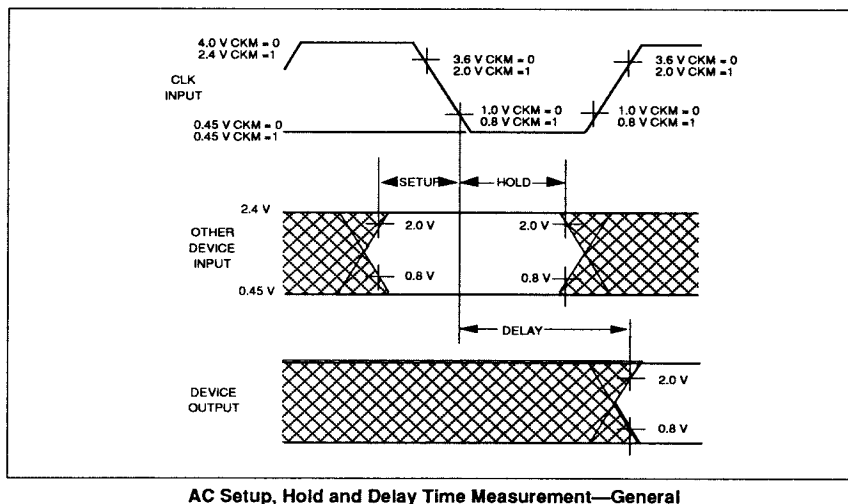 4.0 V CKM = 0
2.4 V CKM =1
3.6 V CKM = 0
2.0 V CKM =1
3.6 V CKM = 0
2.0 V CKM =1
CLK
INPUT
1.0 V CKM = 0
0.8 V CKM =1
1.0 V CKM = 0
0.8 V CKM =1
0.45 V CKM = 0
0.45 V CKM = 1
SETUP
HOLD
2.4 V
2.0 V
2.0 V
OTHER
DEVICE
INPUT
0.8 V
0.8 V
0.45 V
DELAY
2.0 V
DEVICE
OUTPUT
0.8 V
AC Setup, Hold and Delay Time Measurement—General